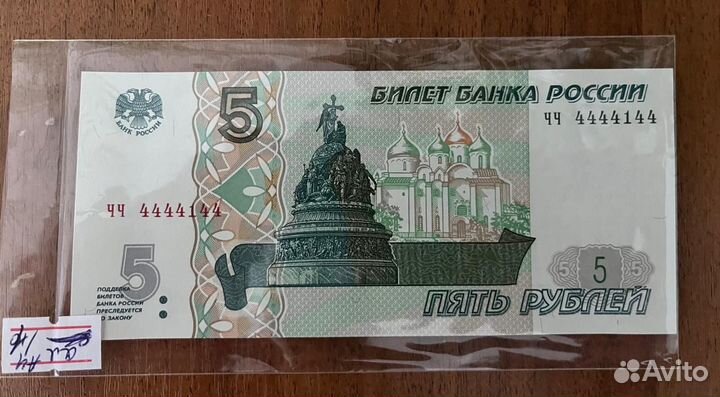 БИЛЕТ БАНКА РОССИИ
5
ЧЧ 4444144
БАНК РОССИИ
ЧЧ 4444144
5
5
5
5
ПОДДЕЛКА
БИЛЕТОВ
БАНКА РОССИИ
ПРЕСЛЕДУЕТСЯ
ПО ЗАКОНУ
ПЯТЬ РУБЛЕЙ
Avito